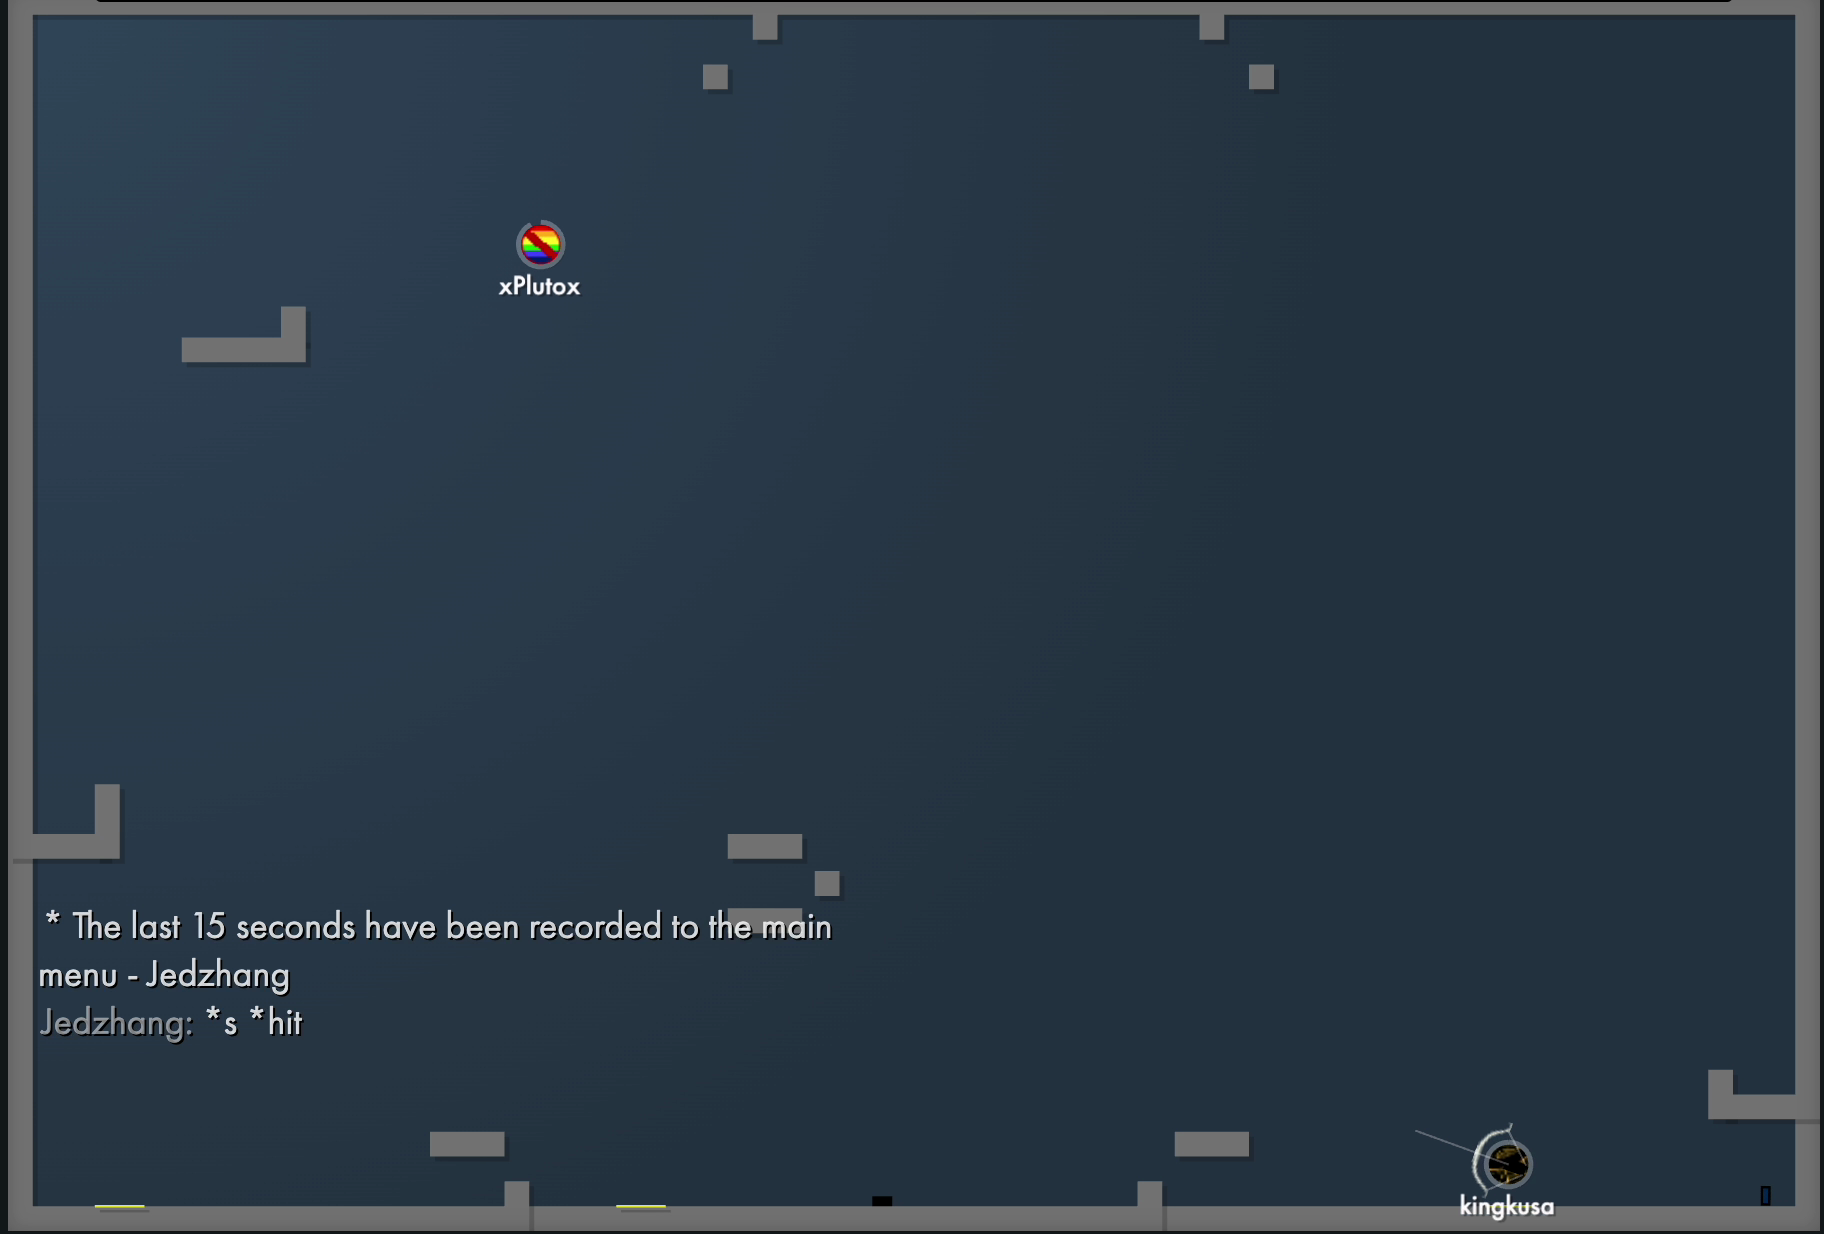 xPlutox
* The last 15 seconds have been recorded to the main
menu - Jedzhang
Jedzhang: *s *hit
kingkusa